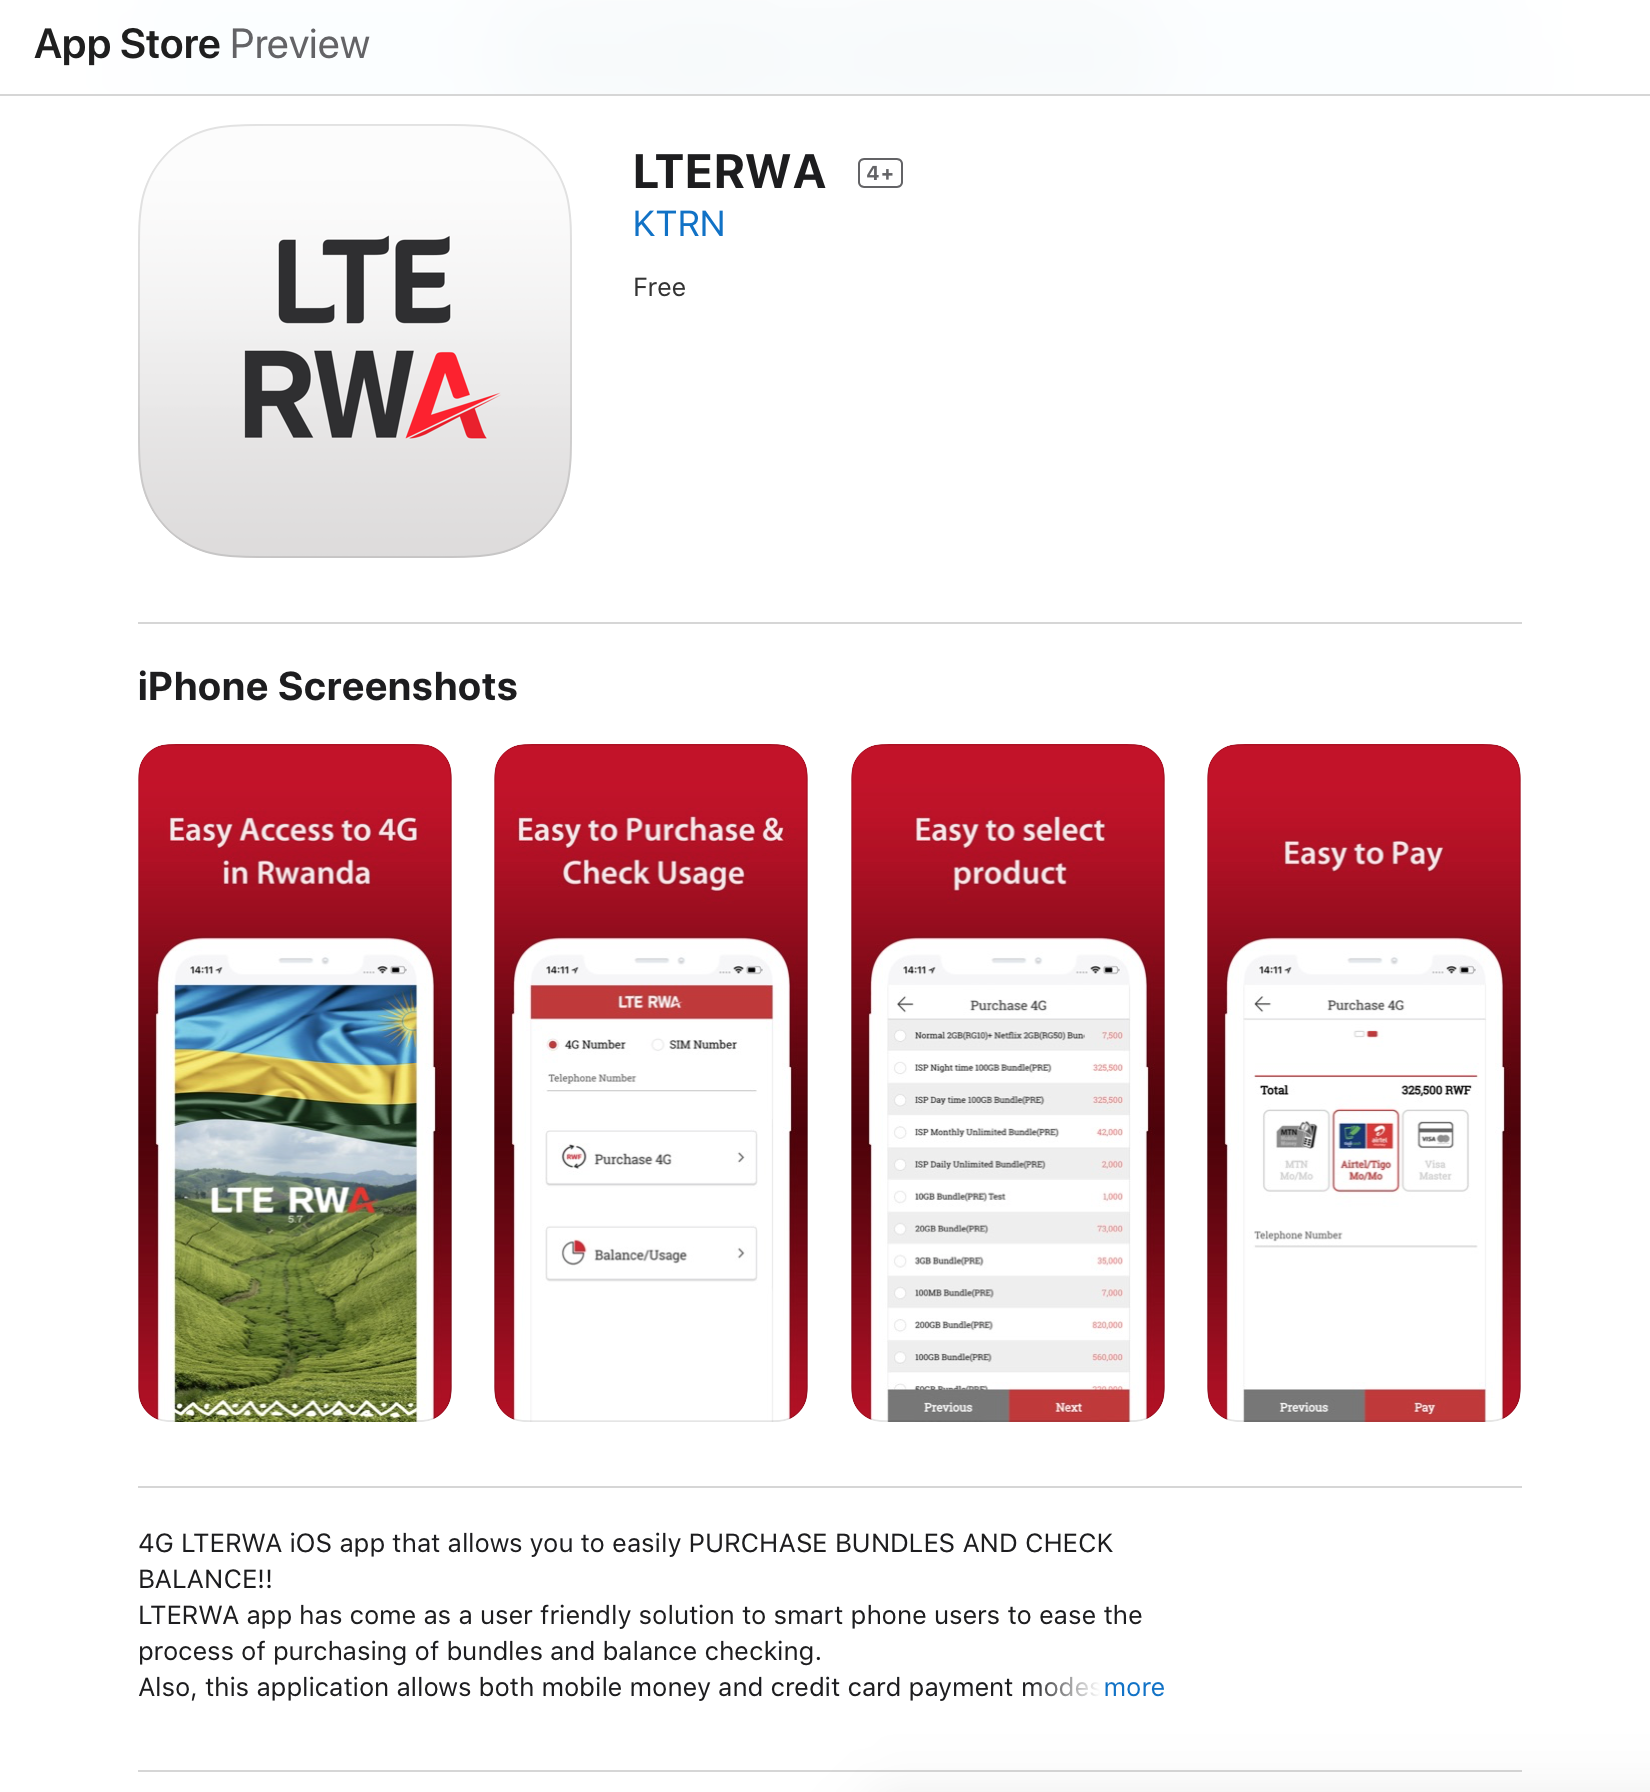 App Store Preview
LTE
RWA
LTERWA 4+
KTRN
Free
iPhone Screenshots
Easy Access to 4G
in Rwanda
14:11
LTE RWA
5.7
Easy to Purchase &
Check Usage
14:11
LTE RWA
4G Number SIM Number
Telephone Number
RWF Purchase 4G
Balance/Usage
Easy to select
product
14:11
Purchase 4G
Normal 2GB(RG10)+ Netflix 2GB(RG50) Bun 7,500
ISP Night time 100GB Bundle(PRE) 325,500
ISP Day time 100GB Bundle(PRE) 325,500
ISP Monthly Unlimited Bundle(PRE) 42,000
ISP Daily Unlimited Bundle(PRE) 2,000
10GB Bundle(PRE) Test 1,000
20GB Bundle(PRE) 73,000
3GB Bundle(PRE) 35,000
100MB Bundle(PRE) 7,000
200GB Bundle(PRE) 820,000
100GB Bundle(PRE) 560,000
Previous Next
Easy to Pay
14:11
Purchase 4G
Total 325,500 RWF
MTN airtel VISA
MTN Airtel/Tigo Visa
Mo/Mo Mo/Mo Master
Telephone Number
Previous Pay
4G LTERWA iOS app that allows you to easily PURCHASE BUNDLES AND CHECK
BALANCE!!
LTERWA app has come as a user friendly solution to smart phone users to ease the
process of purchasing of bundles and balance checking.
Also, this application allows both mobile money and credit card payment modes more